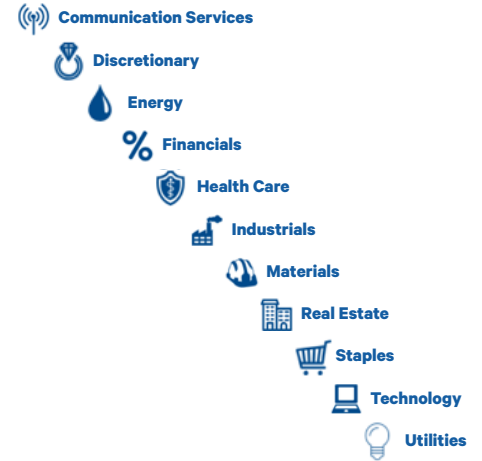 Communication Services
Discretionary
Energy
Financials
Health Care
Industrials
Materials
Real Estate
Staples
Technology
Utilities